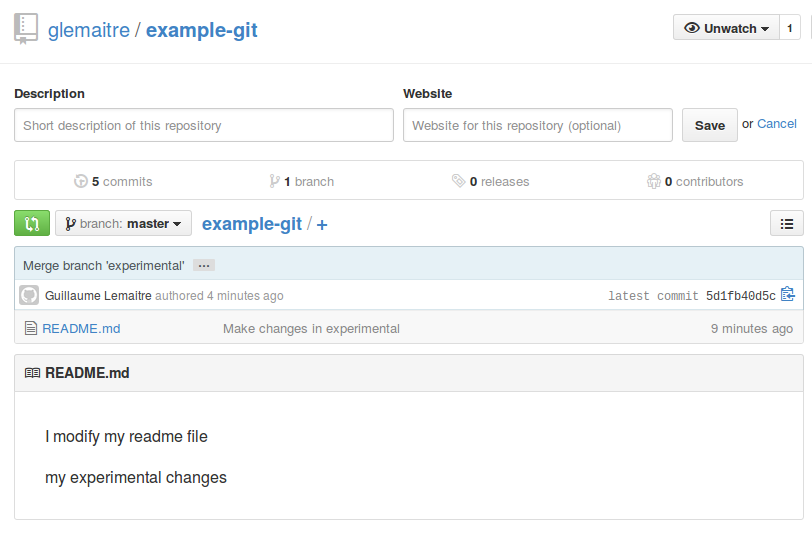 glemaitre / example-git
Unwatch 1
Description
Website
Short description of this repository
Website for this repository (optional)
Save
or Cancel
5 commits
1 branch
0 releases
0 contributors
branch: master
example-git / +
Merge branch 'experimental' ...
Guillaume Lemaitre authored 4 minutes ago
latest commit 5d1fb40d5c
README.md
Make changes in experimental
9 minutes ago
README.md
I modify my readme file
my experimental changes